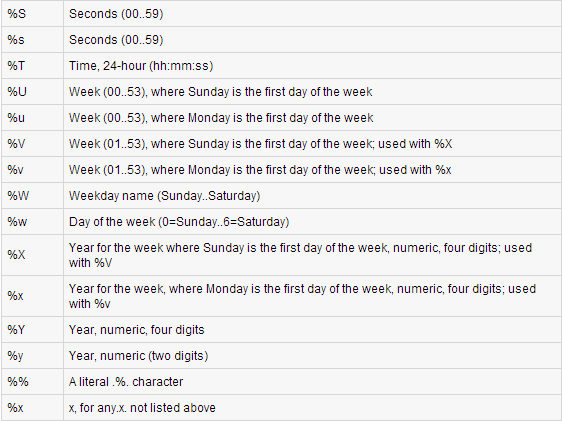 %S Seconds (00..59)
%s Seconds (00..59)
%T Time, 24-hour (hh:mm:ss)
%U Week (00..53), where Sunday is the first day of the week
%u Week (00..53), where Monday is the first day of the week
%V Week (01..53), where Sunday is the first day of the week; used with %X
%v Week (01..53), where Monday is the first day of the week; used with %x
%W Weekday name (Sunday..Saturday)
%w Day of the week (0=Sunday..6=Saturday)
%X Year for the week where Sunday is the first day of the week, numeric, four digits; used
with %V
%x Year for the week, where Monday is the first day of the week, numeric, four digits; used
with %v
%Y Year, numeric, four digits
%y Year, numeric (two digits)
%% A literal .%. character
%x x, for any.x. not listed above